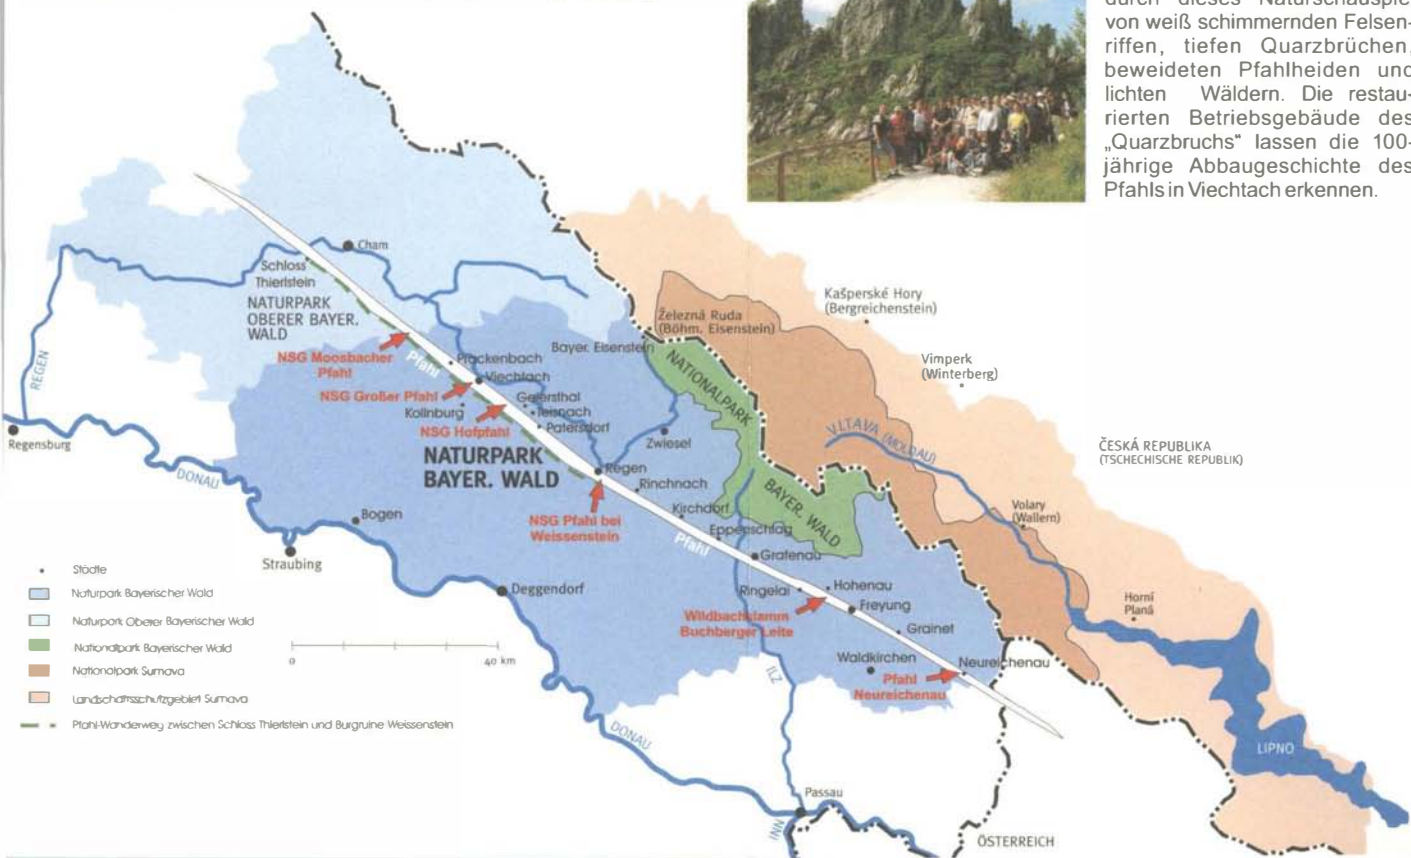 durch dieses Naturschauspiel
von weiß schimmernden Felsen-
riffen, tiefen Quarzbrüchen,
beweideten Pfahlheiden und
lichten Wäldern. Die restau-
rierten Betriebsgebäude des
„Quarzbruchs“ lassen die 100-
jährige Abbaugeschichte des
Pfahls in Viechtach erkennen.
Cham
Schloss
Thierlstein
NATURPARK
OBERER BAYER.
WALD
Kašperské Hory
(Bergreichenstein)
Železná Ruda
(Böhm. Eisenstein)
Bayer. Eisenstein
NSG Moosbacher
Pfahl
Pfahl
Prackenbach
Viechtach
NATIONALPARK
Vimperk
(Winterberg)
REGEN
NSG Großer Pfahl
Kollnburg
Geiersthal
Teisnach
Patersdorf
NSG Hofpfahl
Zwiesel
VLTAVA (MOLDAU)
Regensburg
ČESKÁ REPUBLIKA
(TSCHECHISCHE REPUBLIK)
NATURPARK
BAYER. WALD
Regen
Rinchnach
DONAU
BAYER. WALD
Volary
(Wallern)
Bogen
NSG Pfahl bei
Weissenstein
Kirchdorf
Eppenschlag
Pfahl
Grafenau
Straubing
Deggendorf
Ringelai
Hohenau
Freyung
Wildbachklamm
Buchberger Leite
Grainet
Horní
Planá
Waldkirchen
Neureichenau
Pfahl
Neureichenau
ILZ
Städte
Naturpark Bayerischer Wald
Naturpark Oberer Bayerischer Wald
Nationalpark Bayerischer Wald
Nationalpark Sumava
Landschaftsschutzgebiet Sumava
Pfahl-Wanderweg zwischen Schloss Thierlstein und Burgruine Weissenstein
0 40 km
DONAU
LIPNO
Passau
INN
ÖSTERREICH